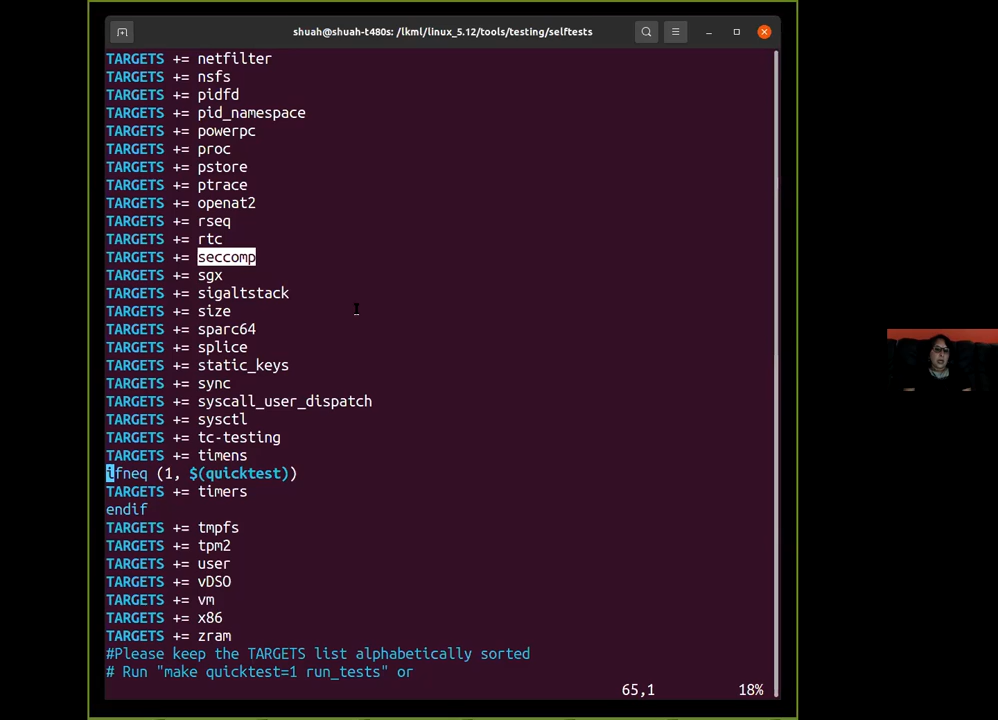 shuah@shuah-t480s: /lkml/linux_5.12/tools/testing/selftests
TARGETS += netfilter
TARGETS += nsfs
TARGETS += pidfd
TARGETS += pid_namespace
TARGETS += powerpc
TARGETS += proc
TARGETS += pstore
TARGETS += ptrace
TARGETS += openat2
TARGETS += rseq
TARGETS += rtc
TARGETS += seccomp
TARGETS += sgx
TARGETS += sigaltstack
TARGETS += size
TARGETS += sparc64
TARGETS += splice
TARGETS += static_keys
TARGETS += sync
TARGETS += syscall_user_dispatch
TARGETS += sysctl
TARGETS += tc-testing
TARGETS += timens
ifneq (1, $(quicktest))
TARGETS += timers
endif
TARGETS += tmpfs
TARGETS += tpm2
TARGETS += user
TARGETS += vDSO
TARGETS += vm
TARGETS += x86
TARGETS += zram
#Please keep the TARGETS list alphabetically sorted
# Run "make quicktest=1 run_tests" or
65,1 18%